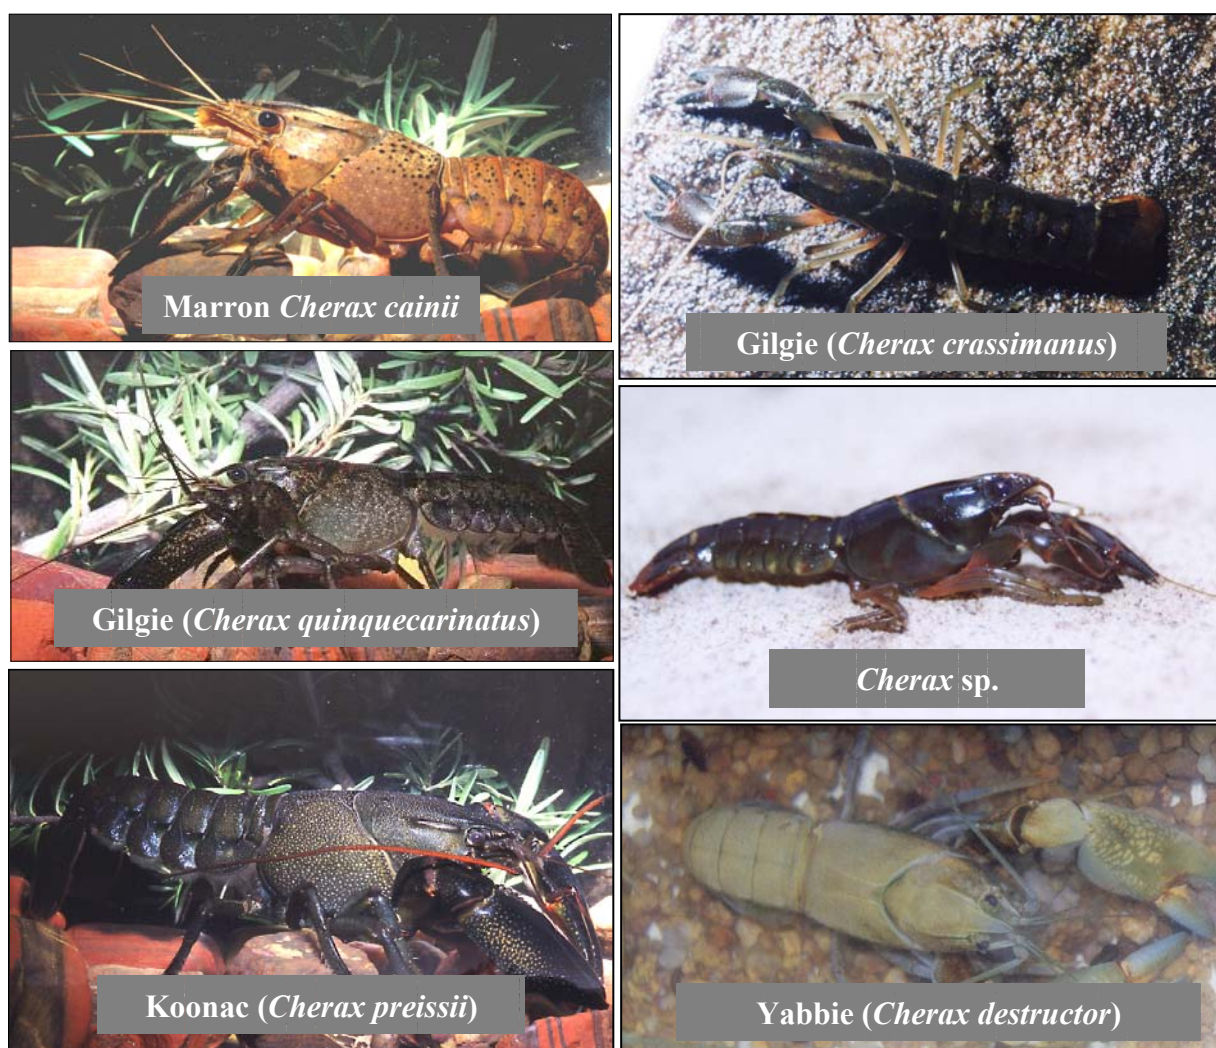 Marron Cherax cainii
Gilgie (Cherax crassimanus)
Gilgie (Cherax quinquecarinatus)
Cherax sp.
Koonac (Cherax preissii)
Yabbie (Cherax destructor)